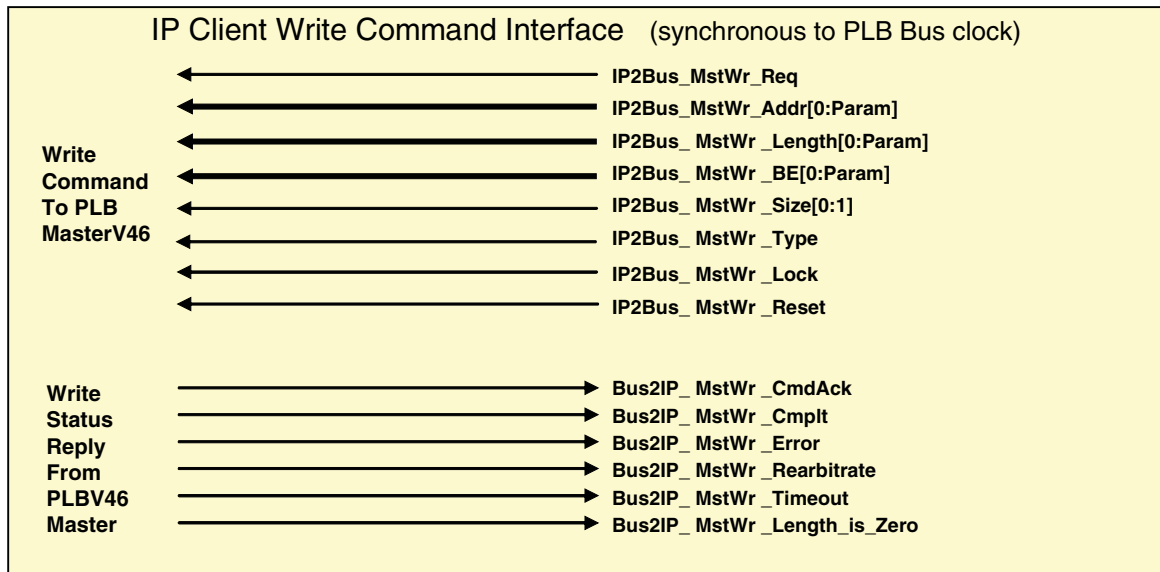 IP Client Write Command Interface (synchronous to PLB Bus clock)
IP2Bus_MstWr_Req
IP2Bus_MstWr_Addr[0:Param]
IP2Bus_ MstWr _Length[0:Param]
IP2Bus_ MstWr _BE[0:Param]
IP2Bus_ MstWr _Size[0:1]
IP2Bus_ MstWr _Type
IP2Bus_ MstWr _Lock
IP2Bus_ MstWr _Reset
Write
Command
To PLB
MasterV46
Write
Status
Reply
From
PLBV46
Master
Bus2IP_ MstWr _CmdAck
Bus2IP_ MstWr _Cmplt
Bus2IP_ MstWr _Error
Bus2IP_ MstWr _Rearbitrate
Bus2IP_ MstWr _Timeout
Bus2IP_ MstWr _Length_is_Zero